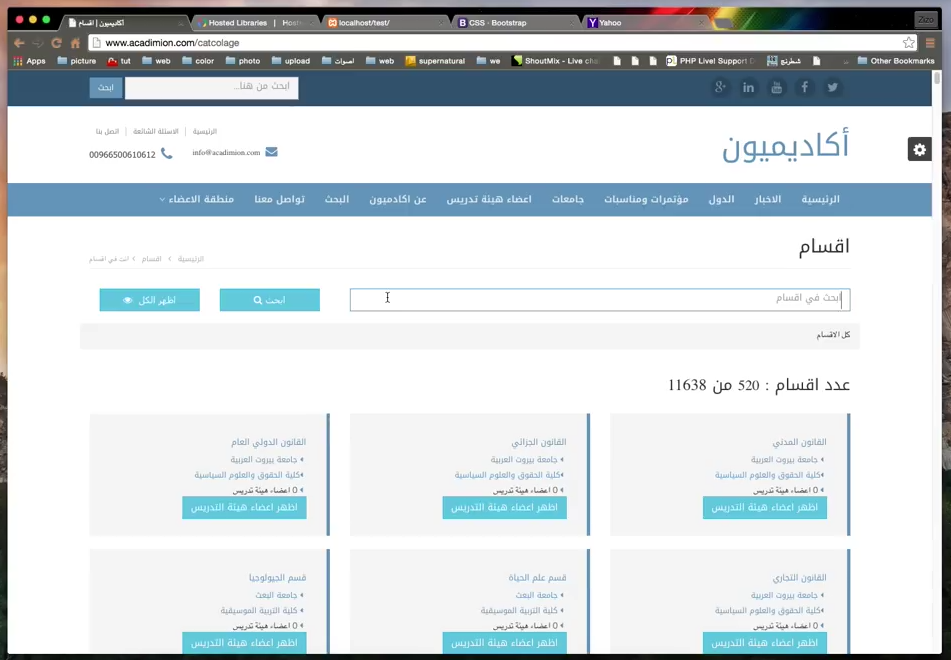 أكاديميون | اقسام
Hosted Libraries | Hos
localhost/test/
CSS · Bootstrap
Yahoo
Zizo
www.acadimion.com/catcolage
Apps picture tut web color photo upload اصوات web supernatural we ShoutMix - Live cha PHP Live! Support شطرنج Other Bookmarks
ابحث من هنا...
ابحث
الرئيسية | الاسئلة الشائعة | اتصل بنا
أكاديميون
info@acadimion.com
00966500610612
الرئيسية الاخبار الدول مؤتمرات ومناسبات جامعات اعضاء هيئة تدريس عن اكادميون البحث تواصل معنا منطقة الاعضاء
اقسام
الرئيسية > اقسام > انت في اقسام
ابحث في اقسام
ابحث
اظهر الكل
كل الاقسام
عدد اقسام : 520 من 11638
القانون المدني
جامعة بيروت العربية
كلية الحقوق والعلوم السياسية
0 اعضاء هيئة تدريس
اظهر اعضاء هيئة التدريس
القانون الجزائي
جامعة بيروت العربية
كلية الحقوق والعلوم السياسية
0 اعضاء هيئة تدريس
اظهر اعضاء هيئة التدريس
القانون الدولي العام
جامعة بيروت العربية
كلية الحقوق والعلوم السياسية
0 اعضاء هيئة تدريس
اظهر اعضاء هيئة التدريس
القانون التجاري
جامعة بيروت العربية
كلية الحقوق والعلوم السياسية
0 اعضاء هيئة تدريس
اظهر اعضاء هيئة التدريس
قسم علم الحياة
جامعة البعث
كلية التربية الموسيقية
0 اعضاء هيئة تدريس
اظهر اعضاء هيئة التدريس
قسم الجيولوجيا
جامعة البعث
كلية التربية الموسيقية
0 اعضاء هيئة تدريس
اظهر اعضاء هيئة التدريس